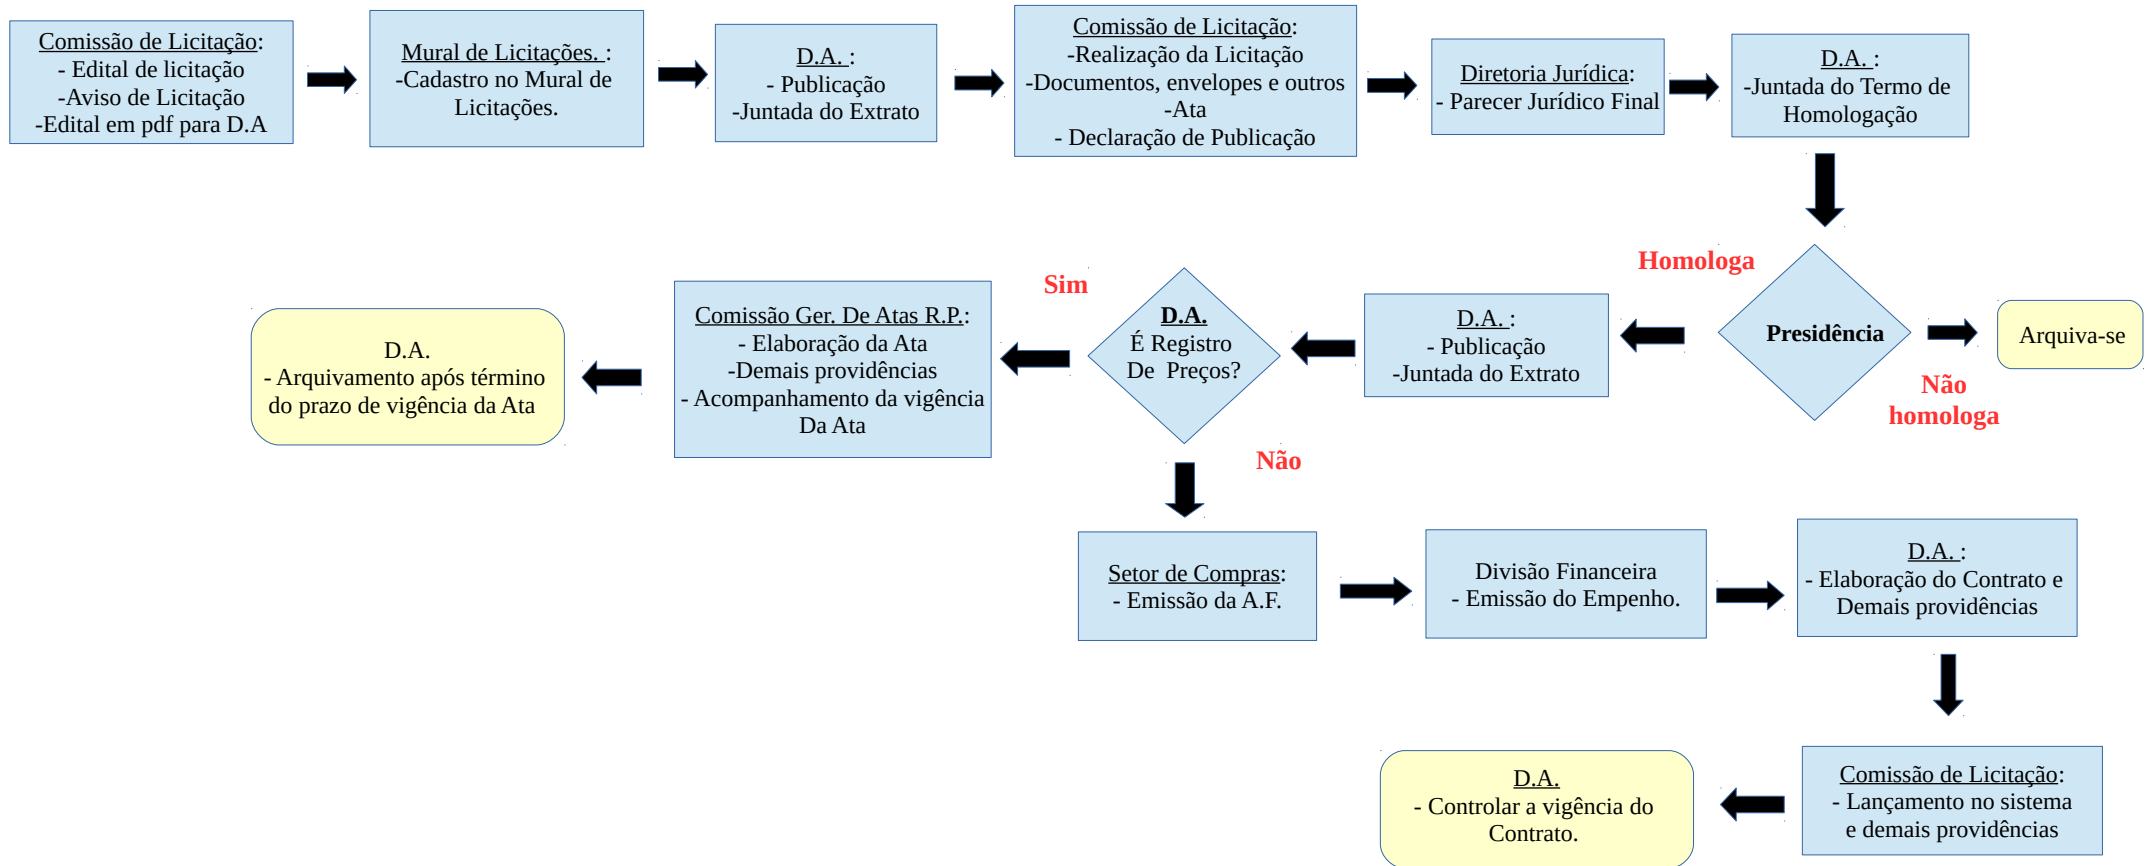 Comissão de Licitação:
- Edital de licitação
-Aviso de Licitação
-Edital em pdf para D.A
Mural de Licitações. :
-Cadastro no Mural de
Licitações.
D.A. :
- Publicação
-Juntada do Extrato
Comissão de Licitação:
-Realização da Licitação
-Documentos, envelopes e outros
-Ata
- Declaração de Publicação
Diretoria Jurídica:
- Parecer Jurídico Final
D.A. :
-Juntada do Termo de
Homologação
Presidência
Não
homologa
Arquiva-se
Homologa
D.A. :
- Publicação
-Juntada do Extrato
D.A.
É Registro
De  Preços?
Sim
Comissão Ger. De Atas R.P.:
- Elaboração da Ata
-Demais providências
- Acompanhamento da vigência
Da Ata
D.A.
- Arquivamento após término
do prazo de vigência da Ata
Não
Setor de Compras:
- Emissão da A.F.
Divisão Financeira
- Emissão do Empenho.
D.A. :
- Elaboração do Contrato e
Demais providências
Comissão de Licitação:
- Lançamento no sistema
e demais providências
D.A.
- Controlar a vigência do
Contrato.